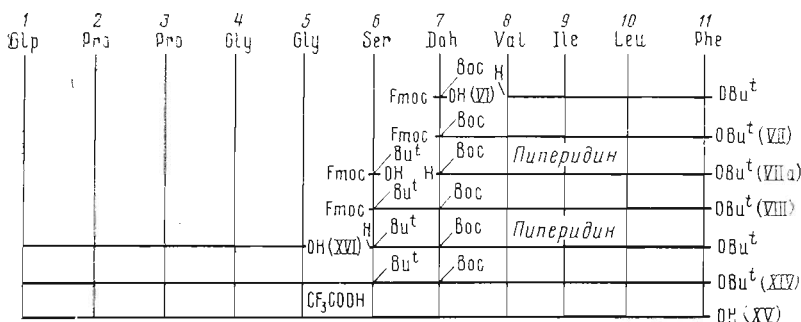 1 2 3 4 5 6 7 8 9 10 11
Glp Pro Pro Gly Gly Ser Dah Val Ile Leu Phe
Boc H
Fmoc OH (VI) OBu^t
Fmoc Boc OBu^t (VII)
Bu^t Boc Пиперидин
Fmoc OH H OBu^t (VIIa)
Fmoc Bu^t Boc OBu^t (VIII)
H Bu^t Boc Пиперидин
OH (XVI) OBu^t
Bu^t Boc OBu^t (XIV)
CF₃COOH
OH (XV)